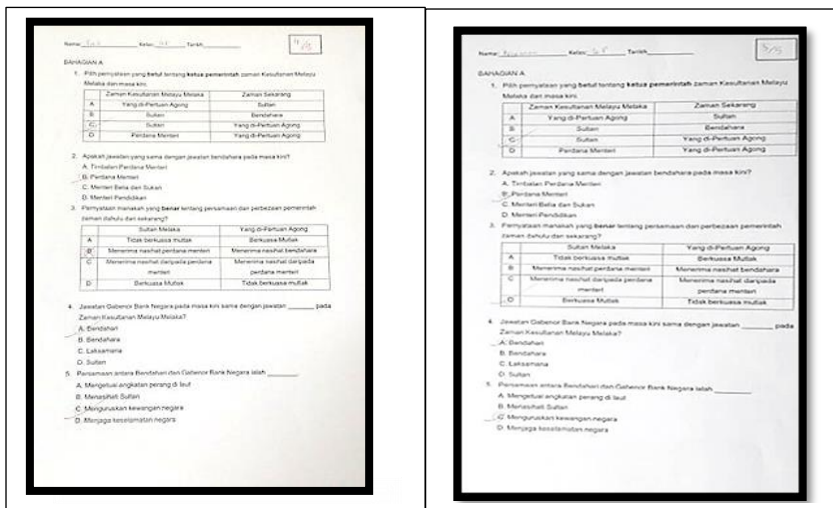 Nama: Kelas: 5F Tarikh
4/5
BAHAGIAN A
1. Pilih pernyataan yang betul tentang ketua pemerintah zaman Kesultanan Melayu
Melaka dan masa kini.
Zaman Kesultanan Melayu Melaka Zaman Sekarang
A Yang di-Pertuan Agong Sultan
B Sultan Bendahara
C Sultan Yang di-Pertuan Agong
D Perdana Menteri Yang di-Pertuan Agong
2. Apakah jawatan yang sama dengan jawatan bendahara pada masa kini?
A. Timbalan Perdana Menteri
B. Perdana Menteri
C. Menteri Belia dan Sukan
D. Menteri Pendidikan
3. Pernyataan manakah yang benar tentang persamaan dan perbezaan pemerintah
zaman dahulu dan sekarang?
Sultan Melaka Yang di-Pertuan Agong
A Tidak berkuasa mutlak Berkuasa Mutlak
B Menerima nasihat perdana menteri Menerima nasihat bendahara
C Menerima nasihat daripada perdana Menerima nasihat daripada
menteri perdana menteri
D Berkuasa Mutlak Tidak berkuasa mutlak
4. Jawatan Gabenor Bank Negara pada masa kini sama dengan jawatan pada
Zaman Kesultanan Melayu Melaka?
A. Bendahari
B. Bendahara
C. Laksamana
D. Sultan
5. Persamaan antara Bendahari dan Gabenor Bank Negara ialah
A. Mengetuai angkatan perang di laut
B. Menasihati Sultan
C. Menguruskan kewangan negara
D. Menjaga keselamatan negara
Nama: Kelas: 5F Tarikh
5/5
BAHAGIAN A
1. Pilih pernyataan yang betul tentang ketua pemerintah zaman Kesultanan Melayu
Melaka dan masa kini.
Zaman Kesultanan Melayu Melaka Zaman Sekarang
A Yang di-Pertuan Agong Sultan
B Sultan Bendahara
C Sultan Yang di-Pertuan Agong
D Perdana Menteri Yang di-Pertuan Agong
2. Apakah jawatan yang sama dengan jawatan bendahara pada masa kini?
A. Timbalan Perdana Menteri
B. Perdana Menteri
C. Menteri Belia dan Sukan
D. Menteri Pendidikan
3. Pernyataan manakah yang benar tentang persamaan dan perbezaan pemerintah
zaman dahulu dan sekarang?
Sultan Melaka Yang di-Pertuan Agong
A Tidak berkuasa mutlak Berkuasa Mutlak
B Menerima nasihat perdana menteri Menerima nasihat bendahara
C Menerima nasihat daripada perdana Menerima nasihat daripada
menteri perdana menteri
D Berkuasa Mutlak Tidak berkuasa mutlak
4. Jawatan Gabenor Bank Negara pada masa kini sama dengan jawatan pada
Zaman Kesultanan Melayu Melaka?
A. Bendahari
B. Bendahara
C. Laksamana
D. Sultan
5. Persamaan antara Bendahari dan Gabenor Bank Negara ialah
A. Mengetuai angkatan perang di laut
B. Menasihati Sultan
C. Menguruskan kewangan negara
D. Menjaga keselamatan negara